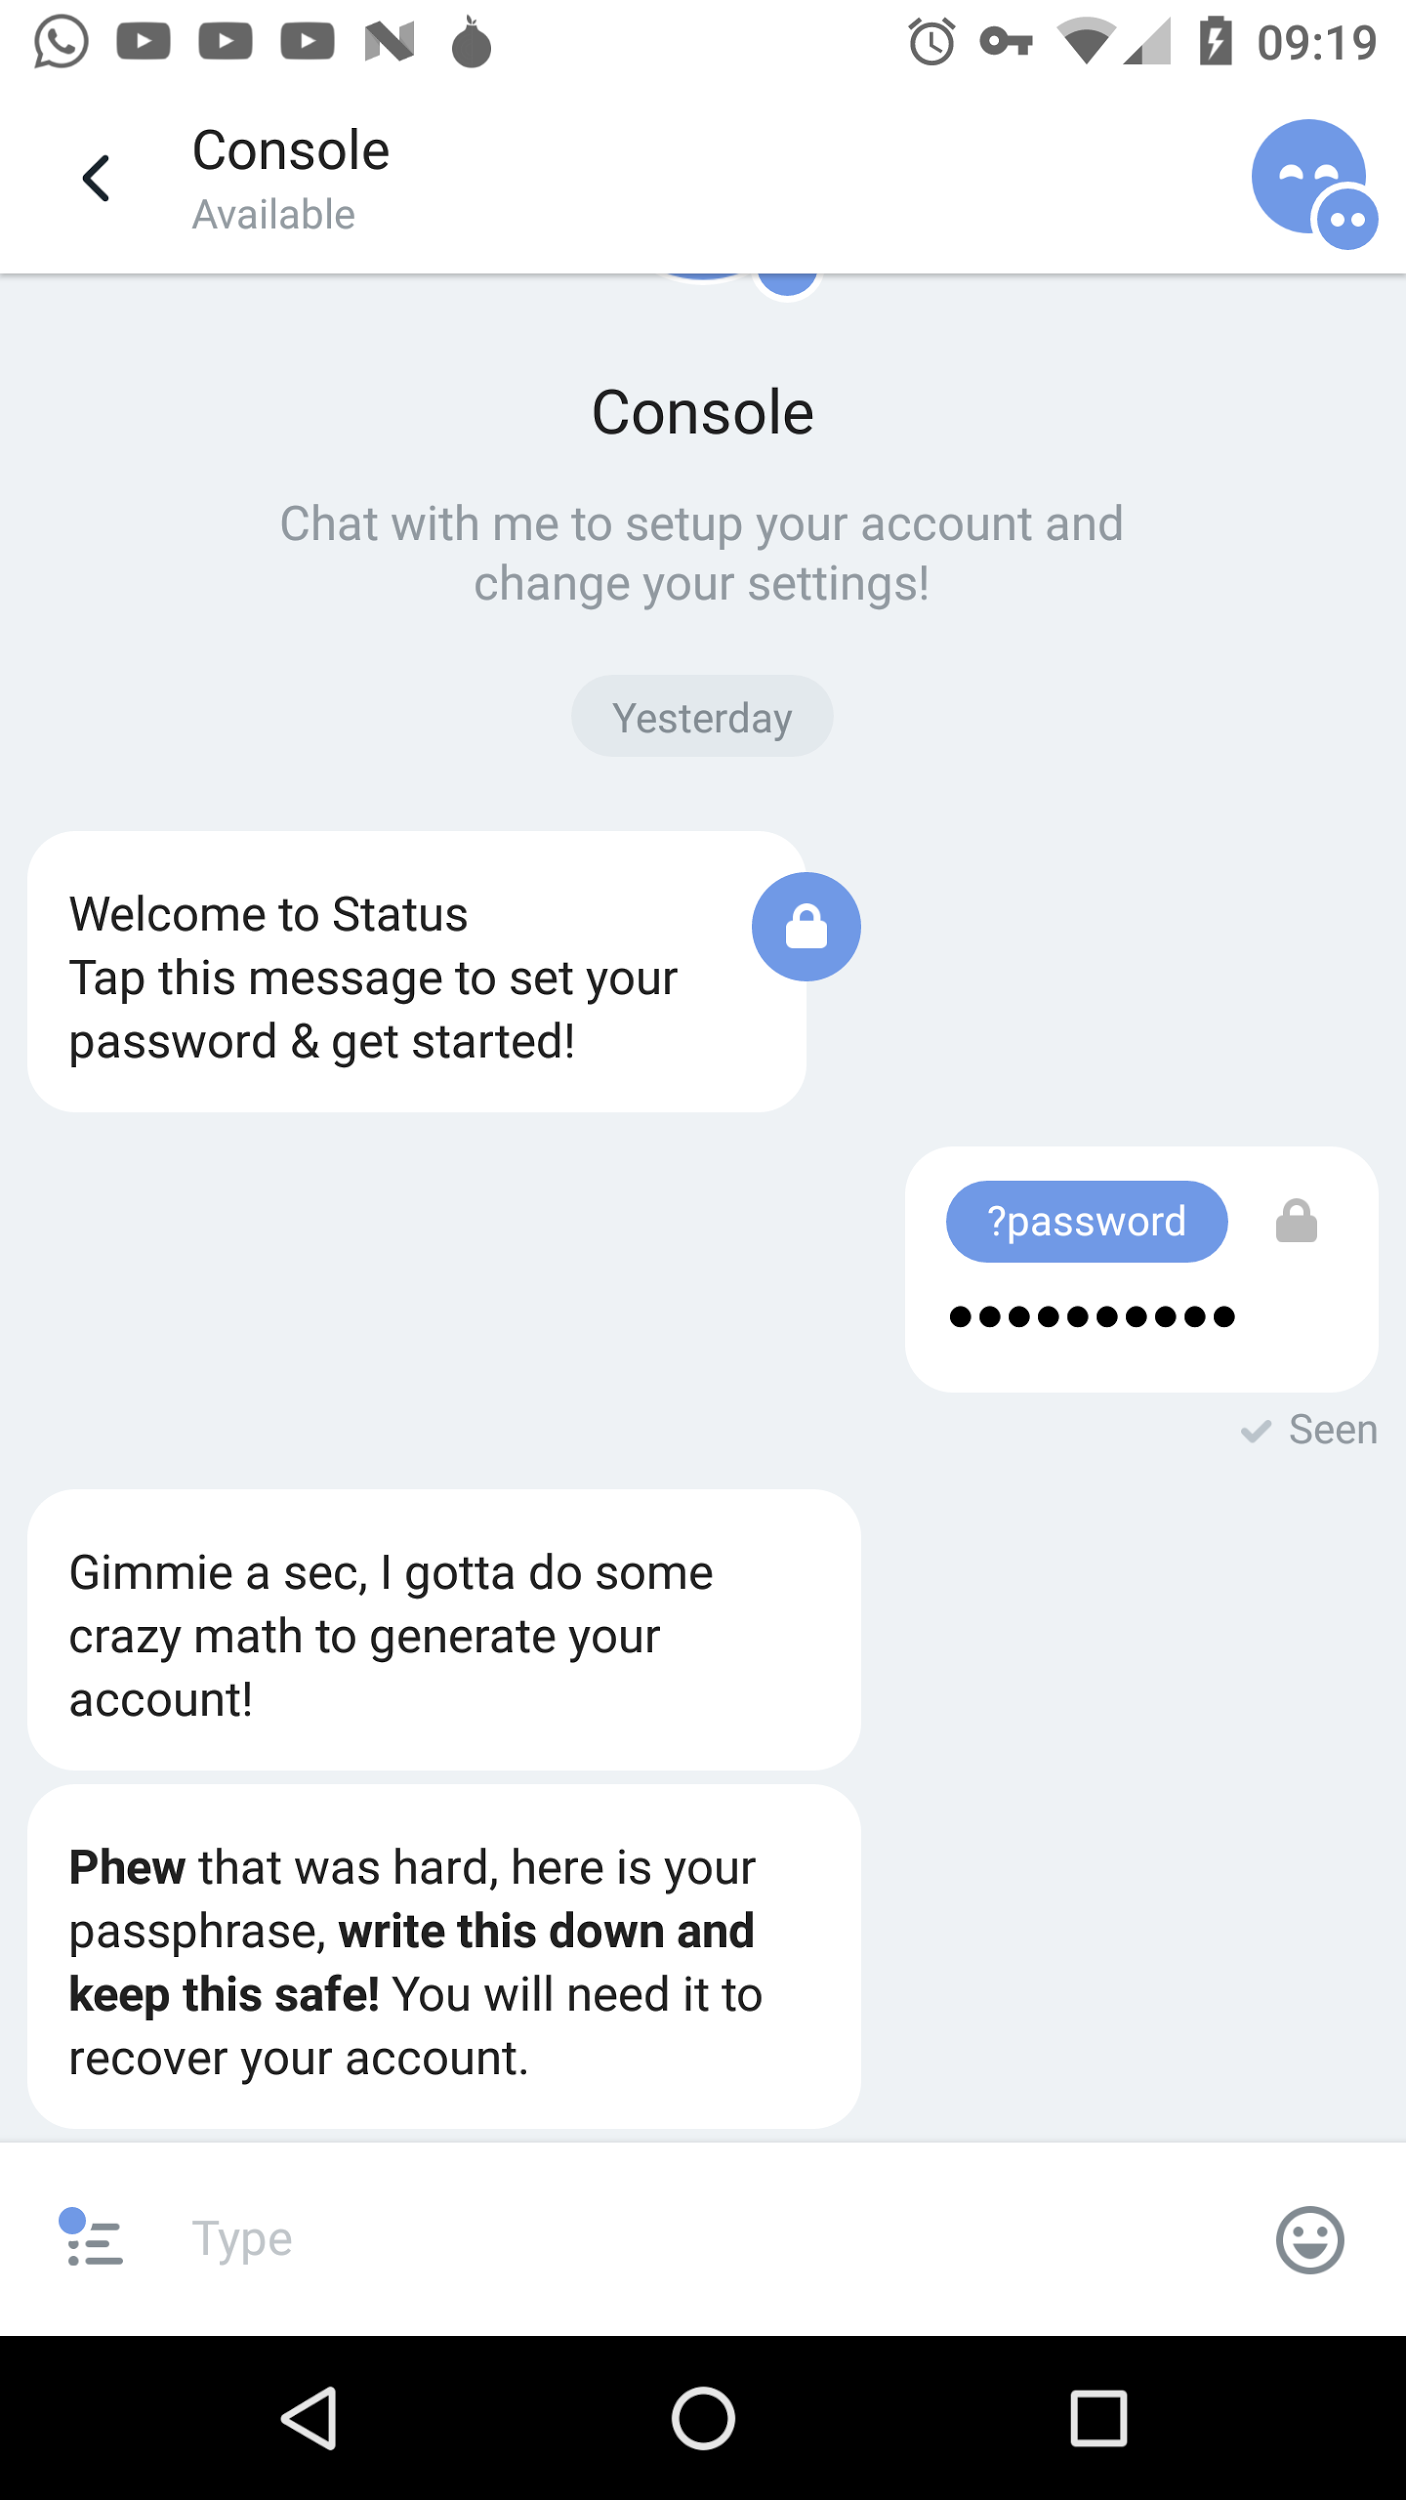 09:19
Console
Available
Console
Chat with me to setup your account and
change your settings!
Yesterday
Welcome to Status
Tap this message to set your
password & get started!
?password
••••••••••
Seen
Gimmie a sec, I gotta do some
crazy math to generate your
account!
Phew that was hard, here is your
passphrase, write this down and
keep this safe! You will need it to
recover your account.
Type